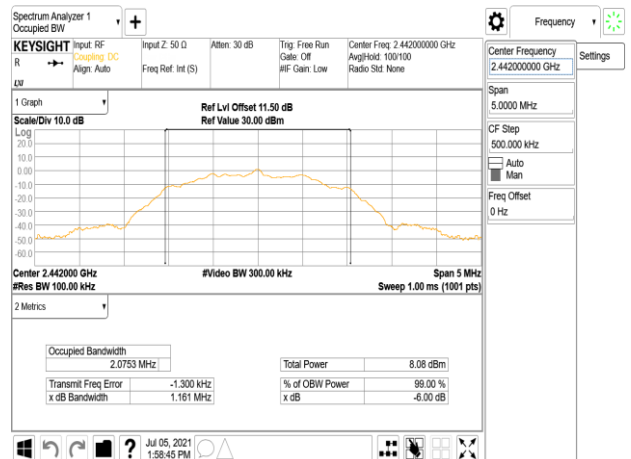 Spectrum Analyzer 1
Occupied BW
Frequency
KEYSIGHT
R
Input: RF
Coupling: DC
Align: Auto
Input Z: 50 Ω
Freq Ref: Int (S)
Atten: 30 dB
Trig: Free Run
Gate: Off
#IF Gain: Low
Center Freq: 2.442000000 GHz
Avg|Hold: 100/100
Radio Std: None
LXI
1 Graph
Scale/Div 10.0 dB
Ref Lvl Offset 11.50 dB
Ref Value 30.00 dBm
Log
20.0
10.0
0.00
-10.0
-20.0
-30.0
-40.0
-50.0
-60.0
Center 2.442000 GHz
#Res BW 100.00 kHz
#Video BW 300.00 kHz
Span 5 MHz
Sweep 1.00 ms (1001 pts)
2 Metrics
Occupied Bandwidth
2.0753 MHz
Transmit Freq Error -1.300 kHz
x dB Bandwidth 1.161 MHz
Total Power 8.08 dBm
% of OBW Power 99.00 %
x dB -6.00 dB
?
Jul 05, 2021
1:58:45 PM
Center Frequency
2.442000000 GHz
Settings
Span
5.0000 MHz
CF Step
500.000 kHz
Auto
Man
Freq Offset
0 Hz